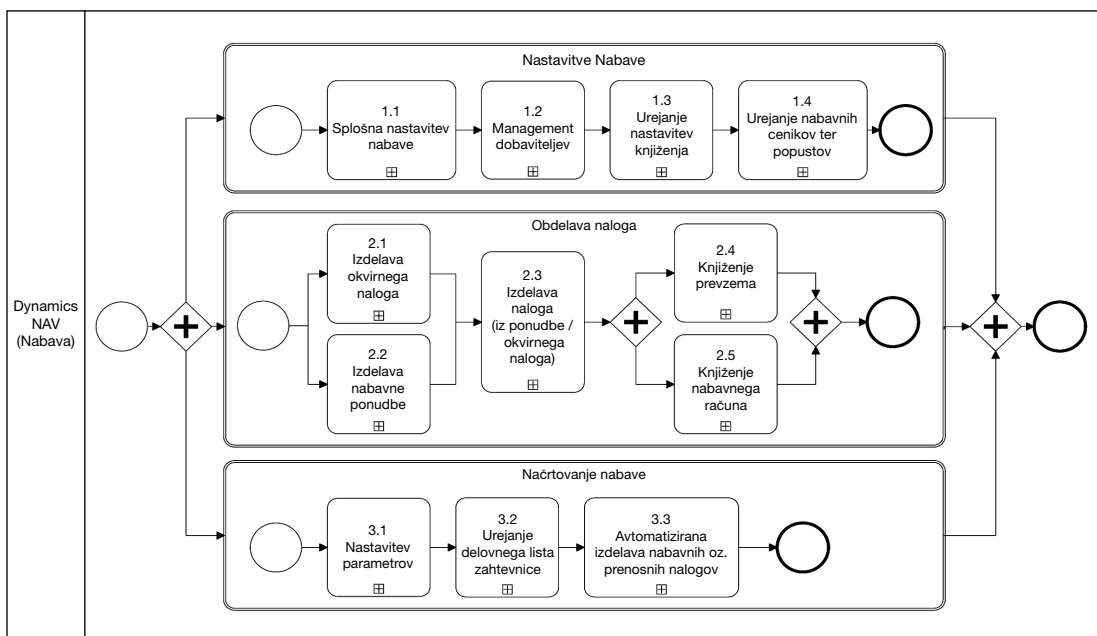 Dynamics
NAV
(Nabava)
Nastavitve Nabave
1.1
Splošna nastavitev
nabave
1.2
Management
dobaviteljev
1.3
Urejanje
nastavitev
knjiženja
1.4
Urejanje nabavnih
cenikov ter
popustov
Obdelava naloga
2.1
Izdelava
okvirnega
naloga
2.2
Izdelava
nabavne
ponudbe
2.3
Izdelava
naloga
(iz ponudbe /
okvirnega
naloga)
2.4
Knjiženje
prevzema
2.5
Knjiženje
nabavnega
računa
Načrtovanje nabave
3.1
Nastavitev
parametrov
3.2
Urejanje
delovnega lista
zahtevnice
3.3
Avtomatizirana
izdelava nabavnih oz.
prenosnih nalogov